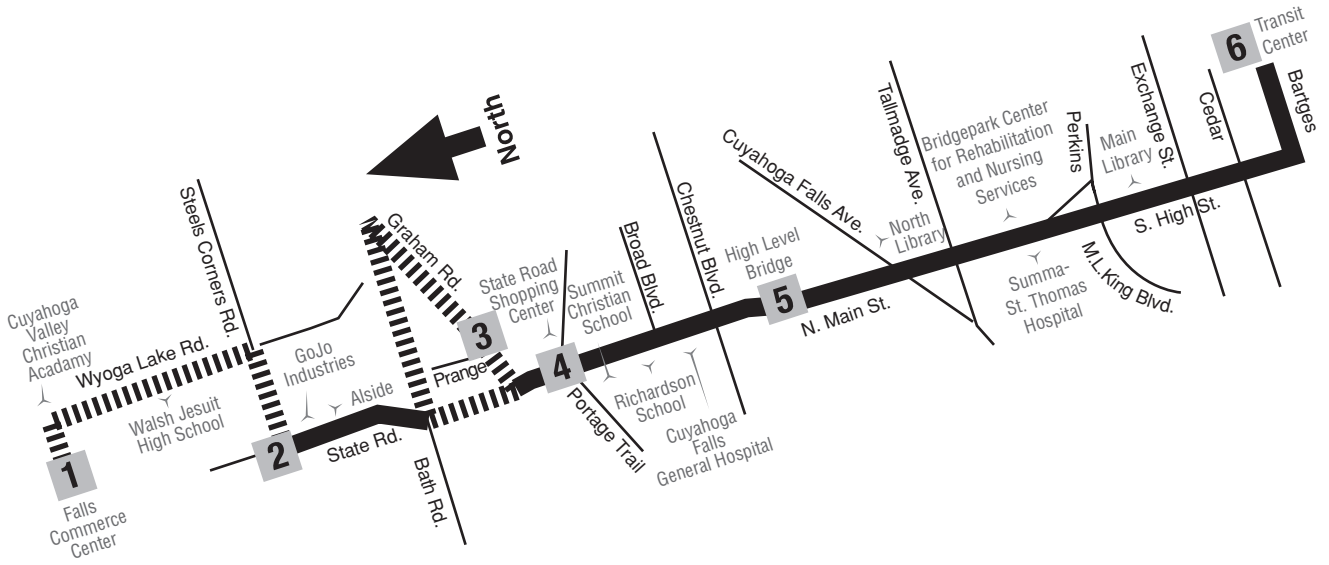 Cuyahoga
Valley
Christian
Acadamy
Wyoga Lake Rd.
Walsh Jesuit
High School
1
Falls
Commerce
Center
Steels Corners Rd.
GoJo
Industries
Alside
2
State Rd.
Bath Rd.
North
Graham Rd.
3
Prange
State Road
Shopping
Center
4
Portage Trail
Summit
Christian
School
Broad Blvd.
Richardson
School
Chestnut Blvd.
Cuyahoga
Falls
General Hospital
High Level
Bridge
5
N. Main St.
Cuyahoga Falls Ave.
North
Library
Tallmadge Ave.
Bridgepark Center
for Rehabilitation
and Nursing
Services
Summa-
St. Thomas
Hospital
Perkins
Main
Library
M.L.King Blvd.
Exchange St.
S. High St.
Cedar
6
Transit
Center
Bartges